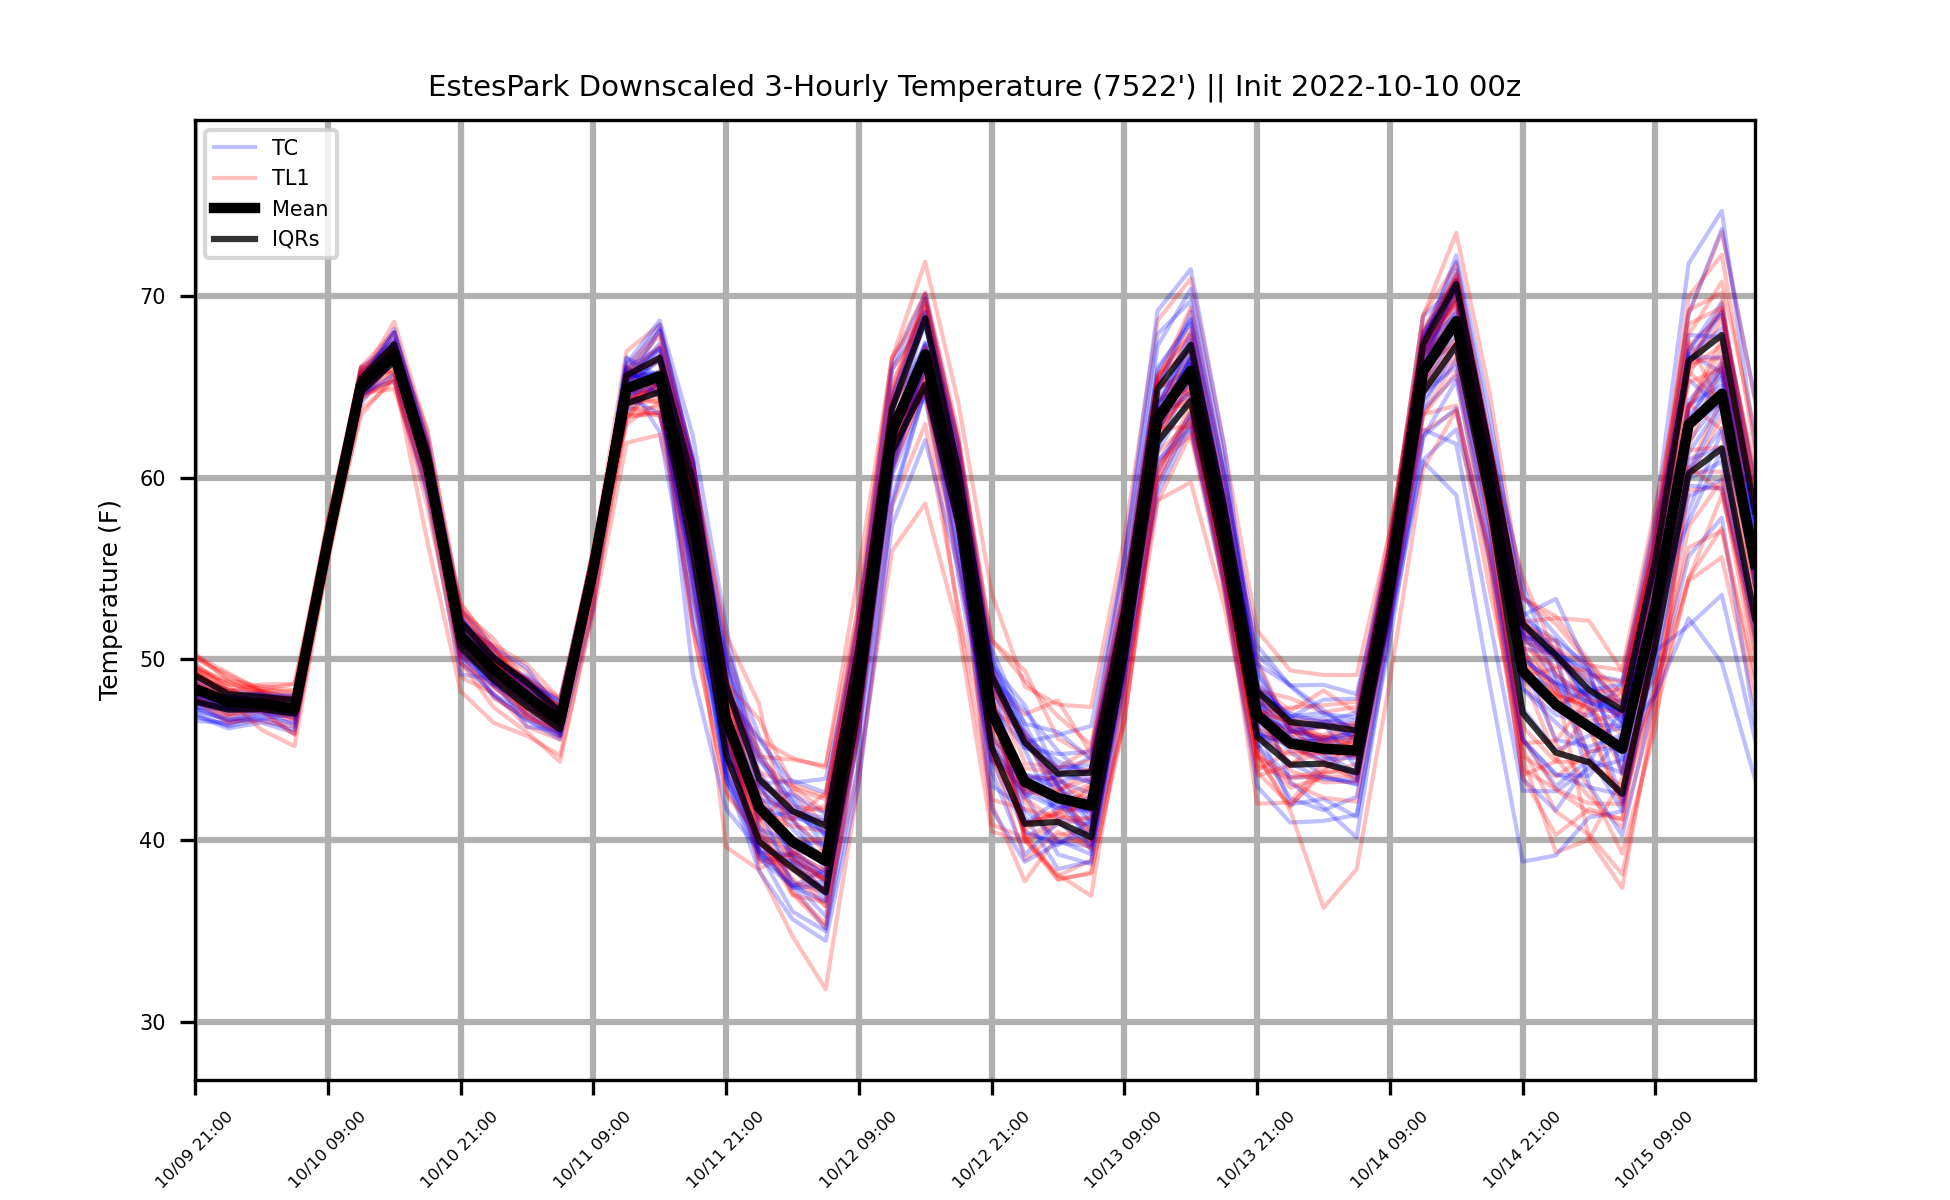 EstesPark Downscaled 3-Hourly Temperature (7522') || Init 2022-10-10 00z
TC
TL1
Mean
IQRs
Temperature (F)
70
60
50
40
30
10/09 21:00
10/10 09:00
10/10 21:00
10/11 09:00
10/11 21:00
10/12 09:00
10/12 21:00
10/13 09:00
10/13 21:00
10/14 09:00
10/14 21:00
10/15 09:00